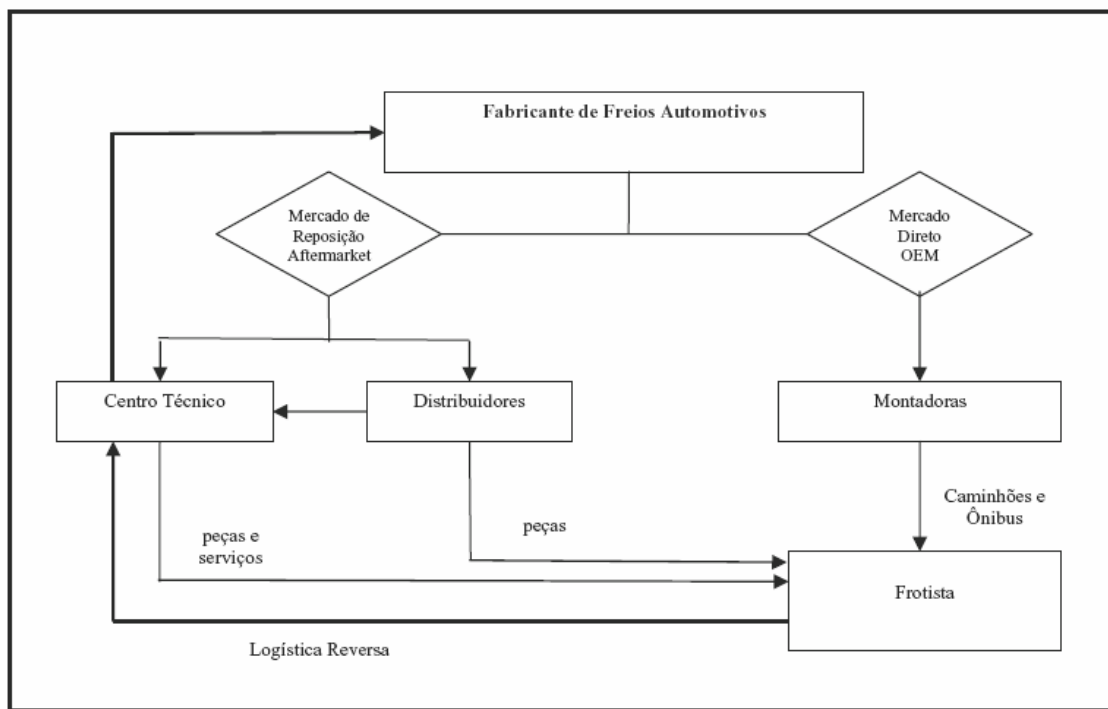 Fabricante de Freios Automotivos
Mercado de
Reposição
Aftermarket
Mercado
Direto
OEM
Centro Técnico
Distribuidores
Montadoras
Caminhões e
Ônibus
peças e
serviços
peças
Frotista
Logística Reversa